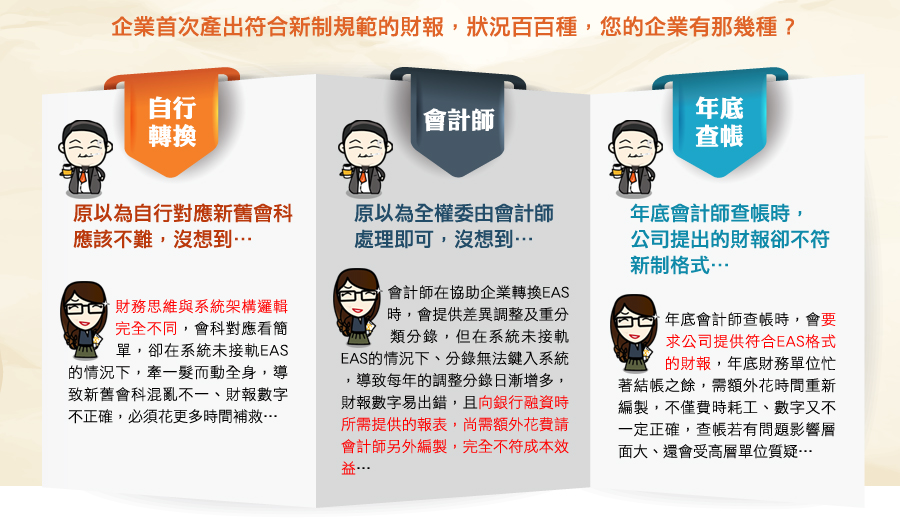 企業首次產出符合新制規範的財報，狀況百百種，您的企業有那幾種？
自行
轉換
原以為自行對應新舊會科
應該不難，沒想到…
財務思維與系統架構邏輯
完全不同，會科對應看簡
單，卻在系統未接軌EAS
的情況下，牽一髮而動全身，導
致新舊會科混亂不一、財報數字
不正確，必須花更多時間補救…
會計師
原以為全權委由會計師
處理即可，沒想到…
會計師在協助企業轉換EAS
時，會提供差異調整及重分
類分錄，但在系統未接軌
EAS的情況下、分錄無法鍵入系統
，導致每年的調整分錄日漸增多，
財報數字易出錯，且向銀行融資時
所需提供的報表，尚需額外花費請
會計師另外編製，完全不符成本效
益…
年底
查帳
年底會計師查帳時，
公司提出的財報卻不符
新制格式…
年底會計師查帳時，會要
求公司提供符合EAS格式
的財報，年底財務單位忙
著結帳之餘，需額外花時間重新
編製，不僅費時耗工、數字又不
一定正確，查帳若有問題影響層
面大、還會受高層單位質疑…